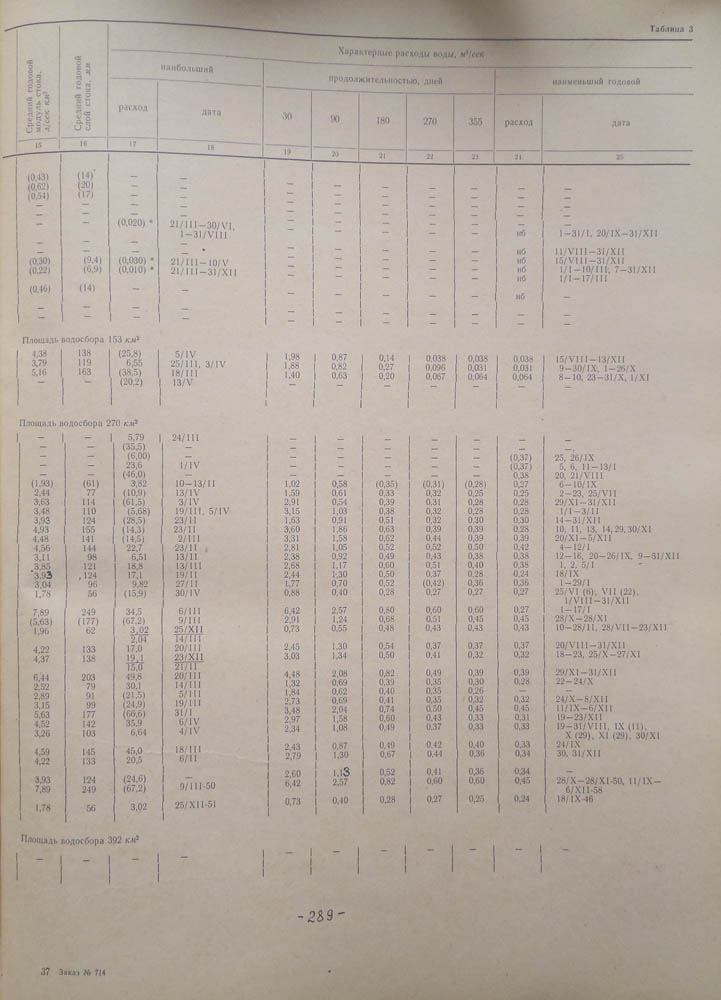 Таблица 3
Средний годовой модуль стока, л/сек км²
Средний годовой слой стока, мм
Характерные расходы воды, м³/сек
наибольший
продолжительностью, дней
наименьший годовой
расход дата 30 90 180 270 355 расход дата
15 16 17 18 19 20 21 22 23 24 25
(0,43) (14) — — — — — — — — —
(0,62) (20) — — — — — — — — —
(0,54) (17) — — — — — — — — —
— — — — — — — — — — —
— — — — — — — — — — —
— — (0,020) * 21/III—30/VI, — — — — — нб 1—31/I, 20/IX—31/XII
1—31/VIII
— — — — — — — — — нб 11/VIII—31/XII
(0,30) (9,4) (0,030) * 21/III—10/V — — — — — нб 15/VIII—31/XII
(0,22) (6,9) (0,010) * 21/III—31/XII — — — — — нб 1/I—10/III; 7—31/XII
нб 1/I—17/III
(0,46) (14) — — — — — — — нб —
— — — — — — — — — — —
— — — — — — — — — — —
Площадь водосбора 153 км²
4,38 138 (25,8) 5/IV 1,98 0,87 0,14 0,038 0,038 0,038 15/VIII—13/XII
3,79 119 6,55 25/III, 3/IV 1,88 0,82 0,27 0,096 0,031 0,031 9—30/IX, 1—26/X
5,16 163 (38,5) 18/III 1,40 0,63 0,20 0,067 0,064 0,064 8—10, 23—31/X, 1/XI
— — (20,2) 13/V — — — — — — —
Площадь водосбора 270 км²
— — 5,79 24/III — — — — — — —
— — (35,5) — — — — — — — —
— — (6,00) — — — — — — (0,37) 25, 26/IX
— — 23,6 1/IV — — — — — (0,37) 5, 6, 11—13/I
— — (46,0) — — — — — — 0,38 20, 21/VIII
(1,93) (61) 3,82 10—13/II 1,02 0,58 (0,35) (0,31) (0,28) 0,27 6—10/IX
2,44 77 (10,9) 13/IV 1,59 0,61 0,33 0,32 0,25 0,25 2—23, 25/VII
3,63 114 (61,5) 3/IV 2,91 0,54 0,39 0,31 0,28 0,28 29/XI—31/XII
3,48 110 (5,68) 19/III, 5/IV 3,15 1,03 0,38 0,32 0,28 0,28 1/I—3/II
3,93 124 (28,5) 23/II 1,63 0,91 0,51 0,32 0,30 0,30 14—31/XII
4,93 155 (14,3) 23/II 3,60 1,86 0,63 0,39 0,39 0,28 10, 11, 13, 14, 29, 30/XI
4,48 141 (14,5) 2/III 3,31 1,58 0,62 0,44 0,39 0,39 20/XI—5/XII
4,56 144 22,7 23/II 2,81 1,05 0,52 0,52 0,50 0,42 4—12/I
3,11 98 6,51 13/II 2,38 0,92 0,49 0,43 0,38 0,38 12—16, 20—26/IX, 9—31/XII
3,85 121 18,8 13/III 2,68 1,17 0,60 0,51 0,40 0,38 1, 2, 5/I
3,93 124 17,1 19/II 2,44 1,30 0,50 0,37 0,28 0,24 18/IX
3,04 96 9,82 27/II 1,77 0,70 0,52 (0,42) 0,36 0,36 1—29/I
1,78 56 (15,9) 30/IV 0,88 0,40 0,28 0,27 0,27 0,27 25/VI (6), VII (22),
1/VIII—31/XII
7,89 249 34,5 6/III 6,42 2,57 0,80 0,60 0,60 0,27 1—17/I
(5,63) (177) (67,2) 9/III 2,91 1,24 0,68 0,51 0,45 0,45 28/X—28/XI
1,96 62 3,02 25/XII 0,73 0,55 0,48 0,43 0,43 0,43 10—28/II, 28/VII—23/XII
2,04 14/III
4,22 133 17,0 20/III 2,45 1,30 0,54 0,37 0,37 0,37 20/VIII—31/XII
4,37 138 19,1 23/XII 3,03 1,34 0,50 0,41 0,32 0,32 18—23, 25/X—27/XI
15,0 21/II
6,44 203 49,8 20/III 4,48 2,08 0,82 0,49 0,39 0,39 29/XI—31/XII
2,52 79 30,1 14/III 1,32 0,69 0,39 0,35 0,30 0,28 22—24/X
2,89 91 (21,5) 5/III 1,84 0,62 0,40 0,35 0,26 — —
3,15 99 (24,9) 19/III 2,73 0,69 0,41 0,35 0,32 0,32 24/X—8/XII
5,63 177 (66,6) 31/I 3,48 2,04 0,74 0,50 0,45 0,45 11/IX—6/XII
4,52 142 35,9 6/IV 2,97 1,58 0,60 0,43 0,33 0,31 19—23/XII
3,26 103 6,64 4/IV 2,34 1,08 0,49 0,37 0,33 0,33 19—31/VIII, IX (11),
X (29), XI (29), 30/XI
4,59 145 45,0 18/III 2,43 0,87 0,49 0,42 0,40 0,33 24/IX
4,22 133 20,5 6/II 2,79 1,30 0,67 0,44 0,36 0,34 30, 31/XII
3,93 124 (24,6) — 2,60 1,13 0,52 0,41 0,36 0,34 —
7,89 249 (67,2) 9/III-50 6,42 2,57 0,82 0,60 0,60 0,45 28/X—28/XI-50, 11/IX—
6/XII-58
1,78 56 3,02 25/XII-51 0,73 0,40 0,28 0,27 0,25 0,24 18/IX-46
Площадь водосбора 392 км²
— — — — — — — — — — —
-289-
37 Заказ № 714